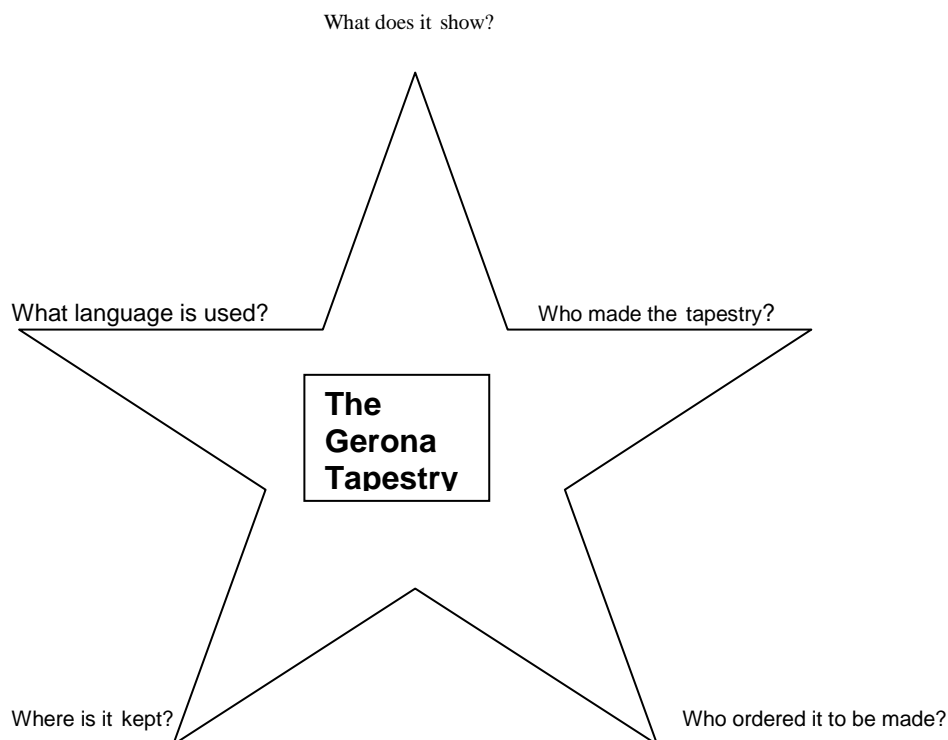 What does it show?
What language is used?
Who made the tapestry?
The
Gerona
Tapestry
Where is it kept?
Who ordered it to be made?